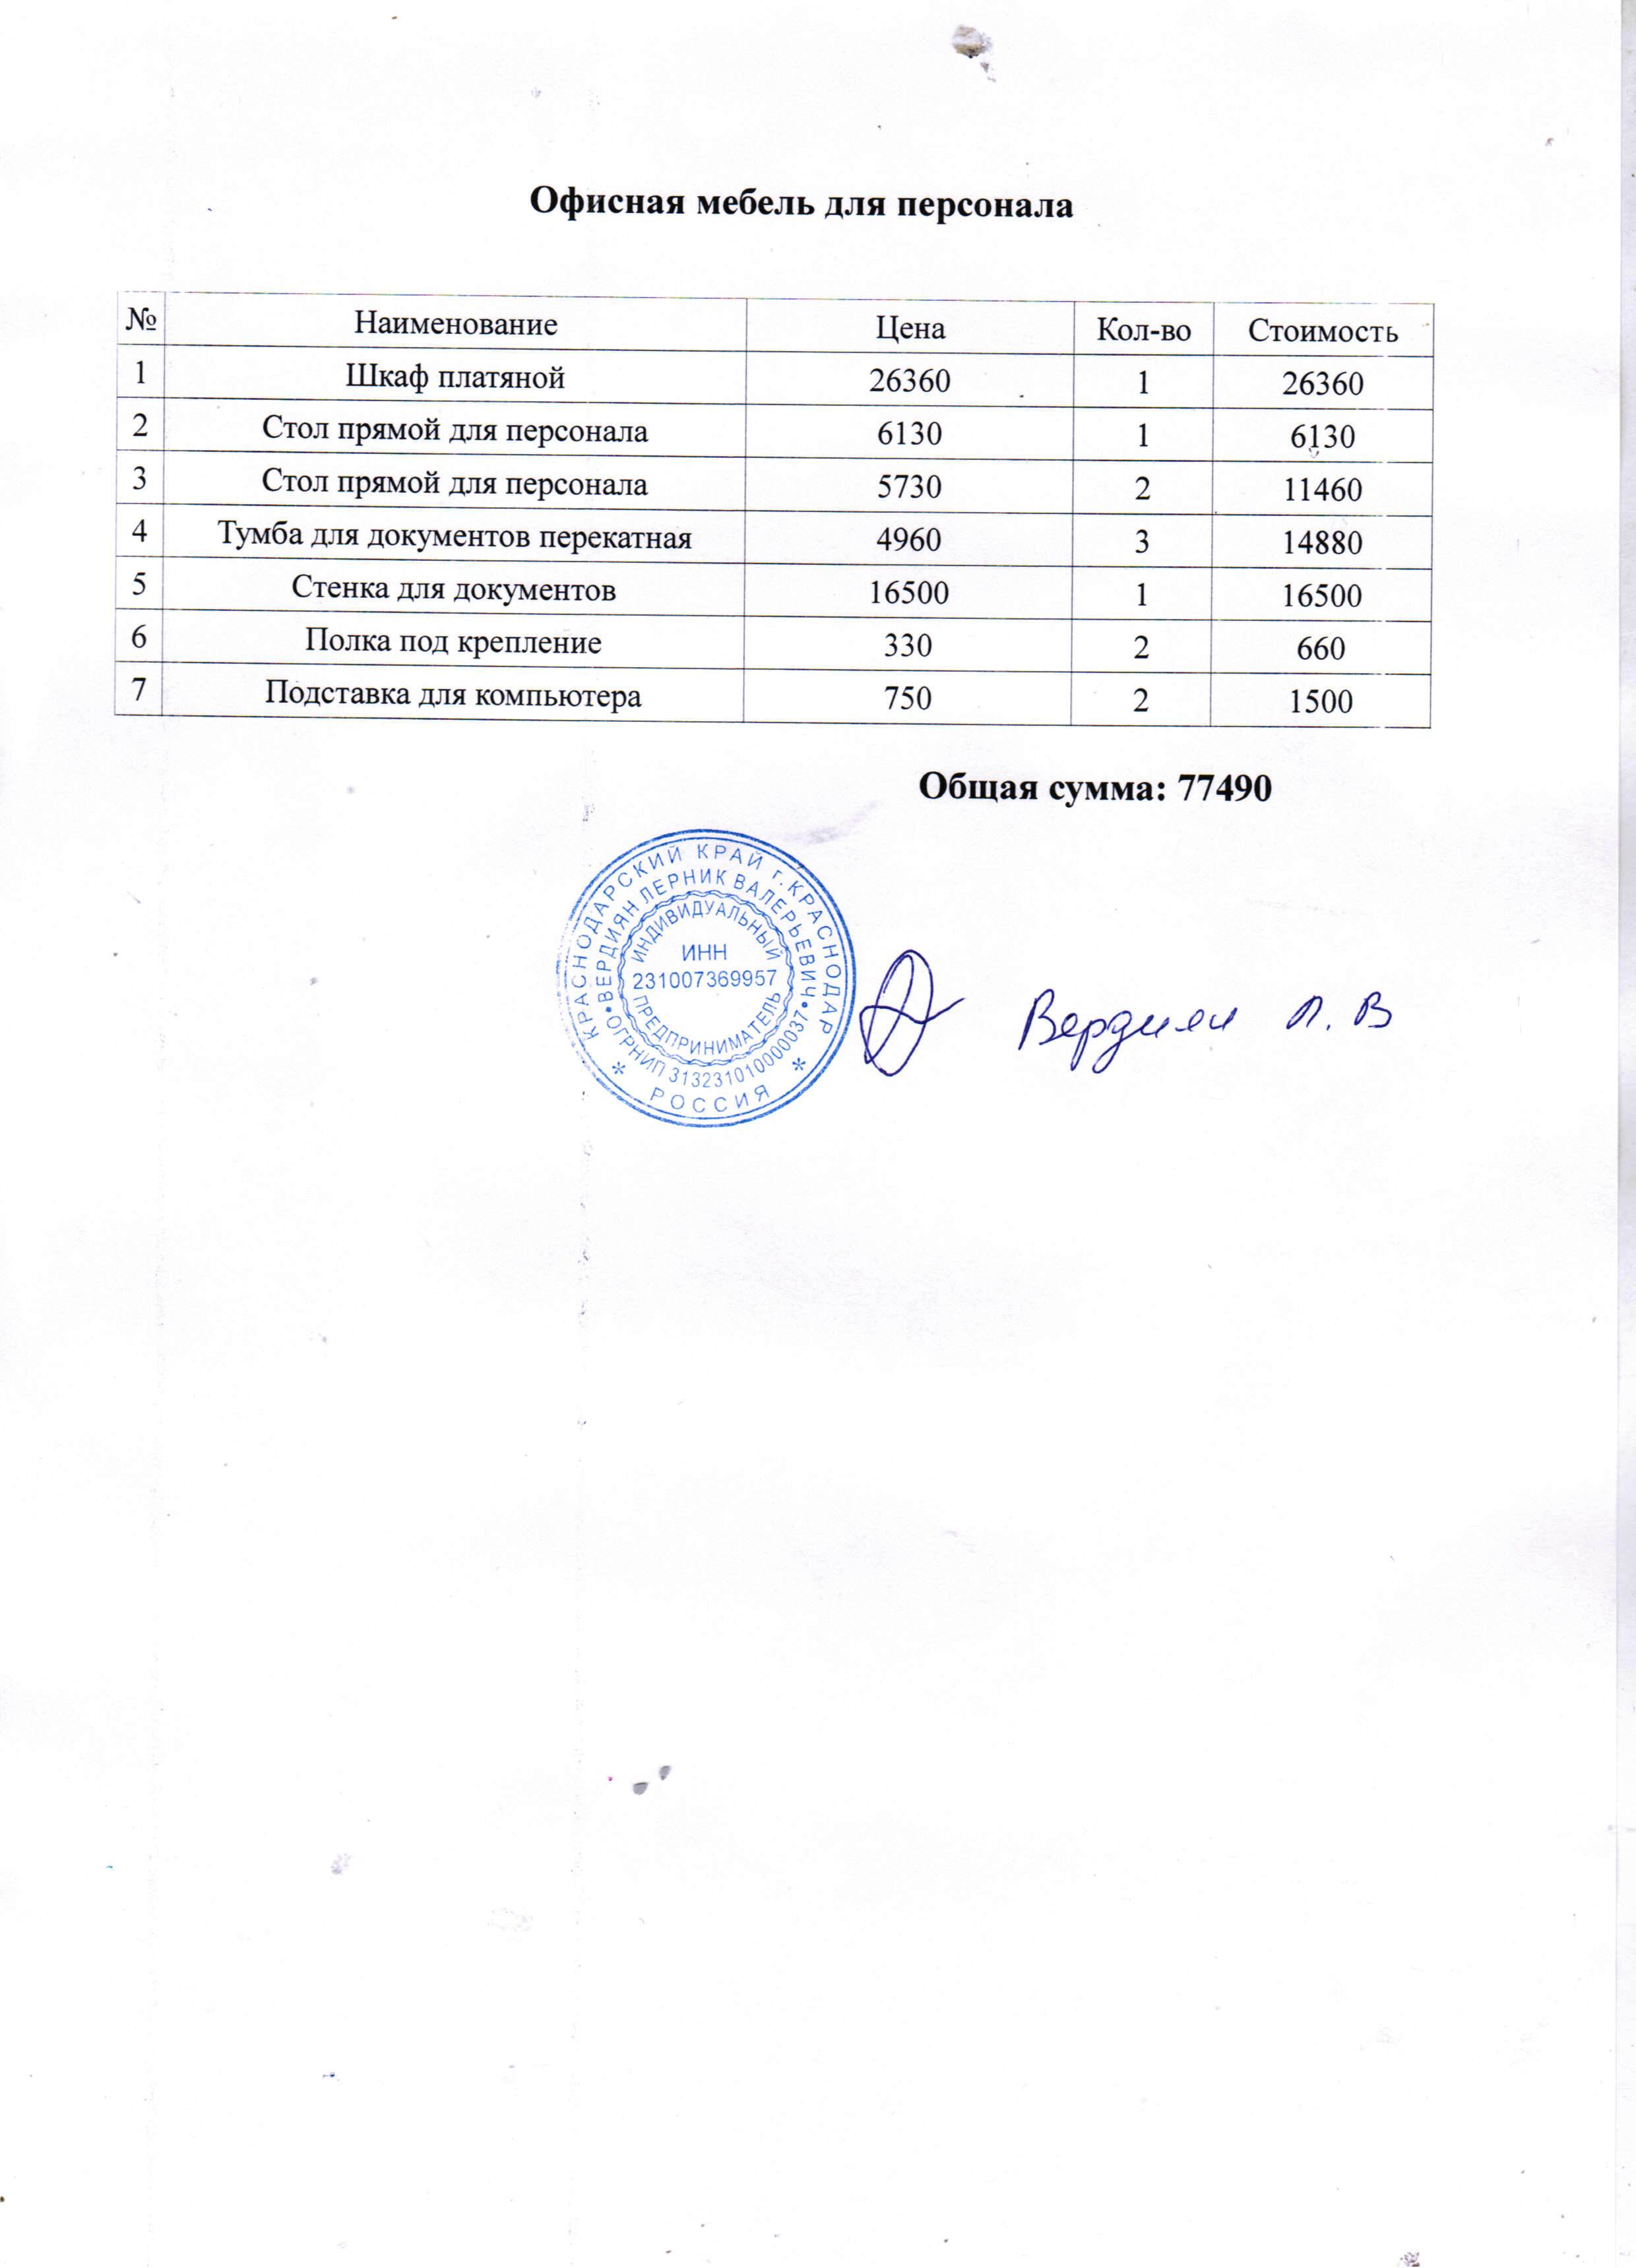 Офисная мебель для персонала
№ Наименование Цена Кол-во Стоимость
1 Шкаф платяной 26360 1 26360
2 Стол прямой для персонала 6130 1 6130
3 Стол прямой для персонала 5730 2 11460
4 Тумба для документов перекатная 4960 3 14880
5 Стенка для документов 16500 1 16500
6 Полка под крепление 330 2 660
7 Подставка для компьютера 750 2 1500
Общая сумма: 77490
КРАСНОДАРСКИЙ КРАЙ г.КРАСНОДАР
ВЕРДИЯН ЛЕРНИК ВАЛЕРЬЕВИЧ
ИНДИВИДУАЛЬНЫЙ
ИНН
231007369957
ПРЕДПРИНИМАТЕЛЬ
ОГРНИП 313231010000037
* РОССИЯ *
Вердиян Л. В